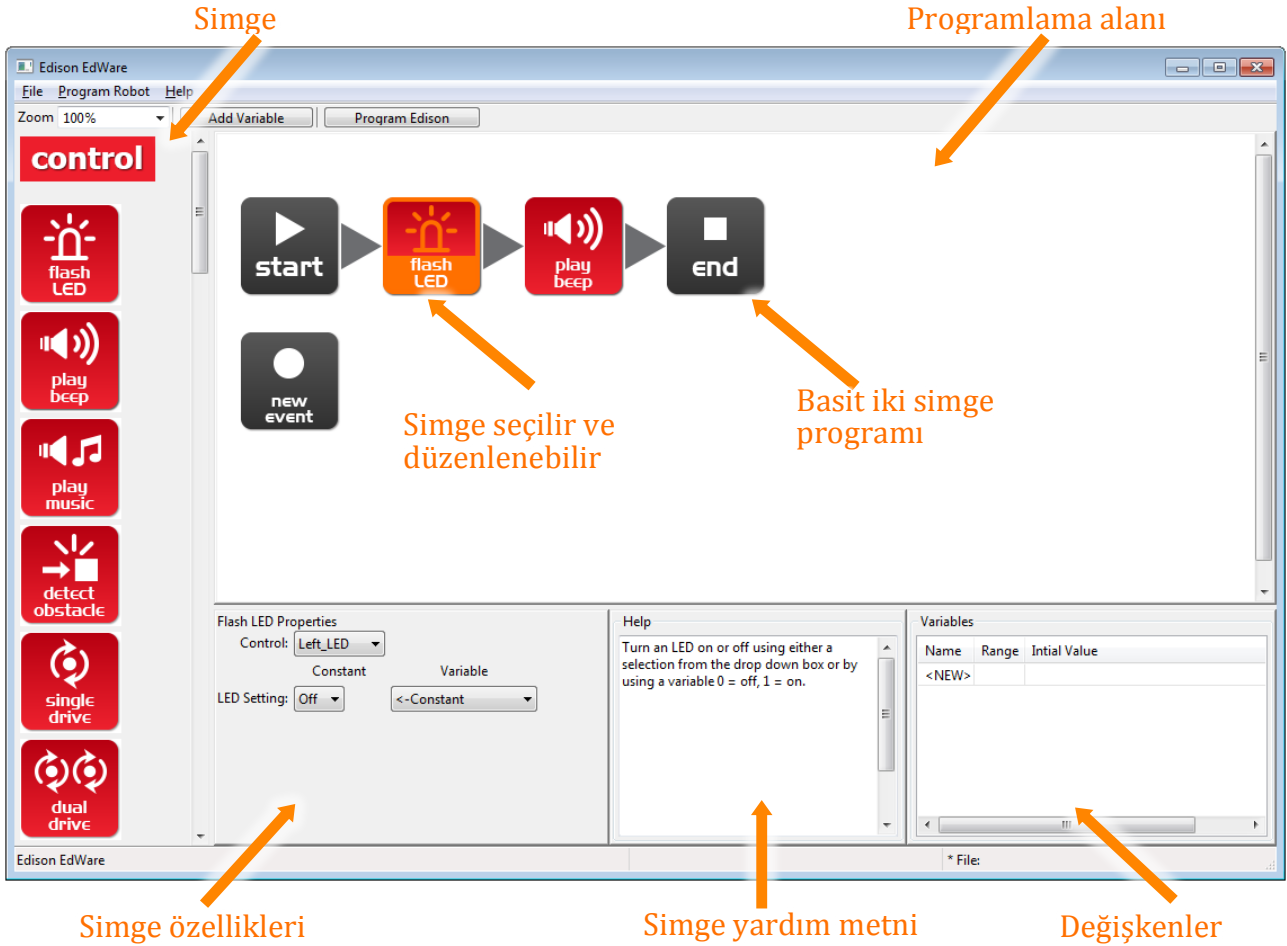 Simge
Programlama alanı
Edison EdWare
File Program Robot Help
Zoom 100% Add Variable Program Edison
control
flash
LED
play
beep
play
music
detect
obstacle
single
drive
dual
drive
start
flash
LED
play
beep
end
new
event
Simge seçilir ve
düzenlenebilir
Basit iki simge
programı
Flash LED Properties
Control: Left_LED
Constant Variable
LED Setting: Off <-Constant
Help
Turn an LED on or off using either a
selection from the drop down box or by
using a variable 0 = off, 1 = on.
Variables
Name Range Intial Value
<NEW>
Edison EdWare * File:
Simge özellikleri
Simge yardım metni
Değişkenler